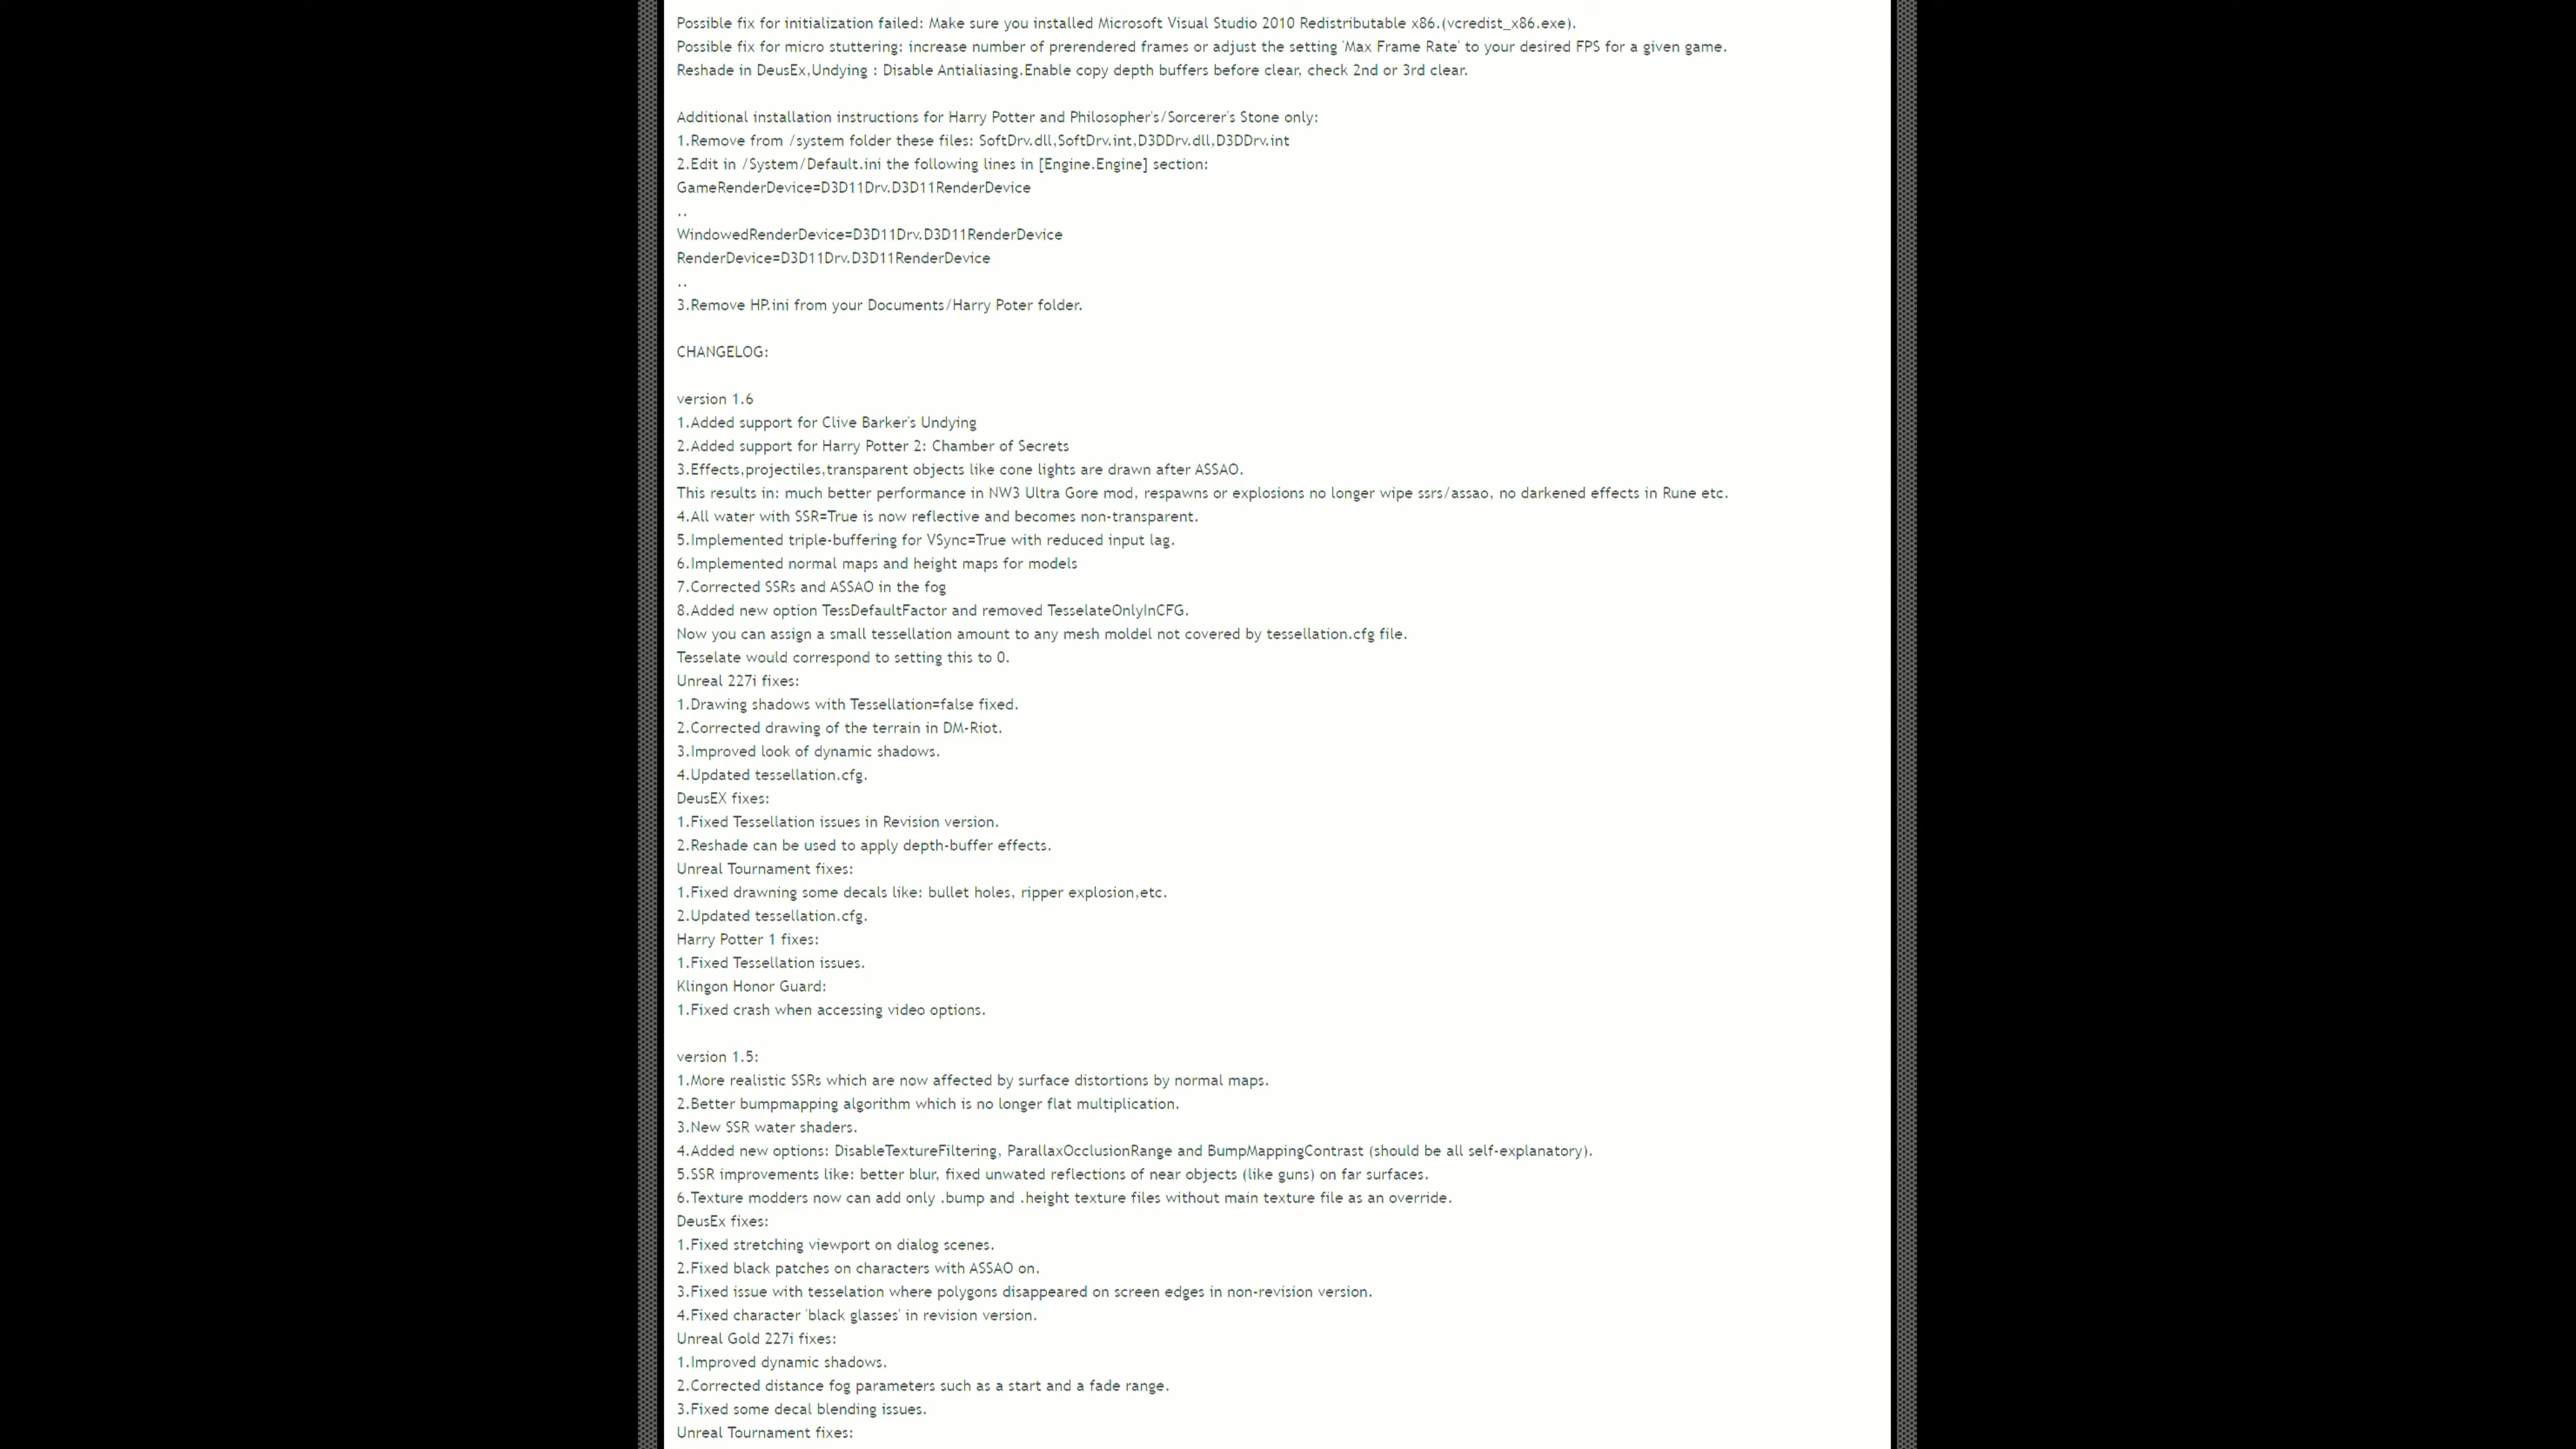 Possible fix for initialization failed: Make sure you installed Microsoft Visual Studio 2010 Redistributable x86.(vcredist_x86.exe).
Possible fix for micro stuttering: increase number of prerendered frames or adjust the setting 'Max Frame Rate' to your desired FPS for a given game.
Reshade in DeusEx,Undying : Disable Antialiasing.Enable copy depth buffers before clear, check 2nd or 3rd clear.
Additional installation instructions for Harry Potter and Philosopher's/Sorcerer's Stone only:
1.Remove from /system folder these files: SoftDrv.dll,SoftDrv.int,D3DDrv.dll,D3DDrv.int
2.Edit in /System/Default.ini the following lines in [Engine.Engine] section:
GameRenderDevice=D3D11Drv.D3D11RenderDevice
..
WindowedRenderDevice=D3D11Drv.D3D11RenderDevice
RenderDevice=D3D11Drv.D3D11RenderDevice
..
3.Remove HP.ini from your Documents/Harry Poter folder.
CHANGELOG:
version 1.6
1.Added support for Clive Barker's Undying
2.Added support for Harry Potter 2: Chamber of Secrets
3.Effects,projectiles,transparent objects like cone lights are drawn after ASSAO.
This results in: much better performance in NW3 Ultra Gore mod, respawns or explosions no longer wipe ssrs/assao, no darkened effects in Rune etc.
4.All water with SSR=True is now reflective and becomes non-transparent.
5.Implemented triple-buffering for VSync=True with reduced input lag.
6.Implemented normal maps and height maps for models
7.Corrected SSRs and ASSAO in the fog
8.Added new option TessDefaultFactor and removed TesselateOnlyInCFG.
Now you can assign a small tessellation amount to any mesh moldel not covered by tessellation.cfg file.
Tesselate would correspond to setting this to 0.
Unreal 227i fixes:
1.Drawing shadows with Tessellation=false fixed.
2.Corrected drawing of the terrain in DM-Riot.
3.Improved look of dynamic shadows.
4.Updated tessellation.cfg.
DeusEX fixes:
1.Fixed Tessellation issues in Revision version.
2.Reshade can be used to apply depth-buffer effects.
Unreal Tournament fixes:
1.Fixed drawning some decals like: bullet holes, ripper explosion,etc.
2.Updated tessellation.cfg.
Harry Potter 1 fixes:
1.Fixed Tessellation issues.
Klingon Honor Guard:
1.Fixed crash when accessing video options.
version 1.5:
1.More realistic SSRs which are now affected by surface distortions by normal maps.
2.Better bumpmapping algorithm which is no longer flat multiplication.
3.New SSR water shaders.
4.Added new options: DisableTextureFiltering, ParallaxOcclusionRange and BumpMappingContrast (should be all self-explanatory).
5.SSR improvements like: better blur, fixed unwated reflections of near objects (like guns) on far surfaces.
6.Texture modders now can add only .bump and .height texture files without main texture file as an override.
DeusEx fixes:
1.Fixed stretching viewport on dialog scenes.
2.Fixed black patches on characters with ASSAO on.
3.Fixed issue with tesselation where polygons disappeared on screen edges in non-revision version.
4.Fixed character 'black glasses' in revision version.
Unreal Gold 227i fixes:
1.Improved dynamic shadows.
2.Corrected distance fog parameters such as a start and a fade range.
3.Fixed some decal blending issues.
Unreal Tournament fixes: